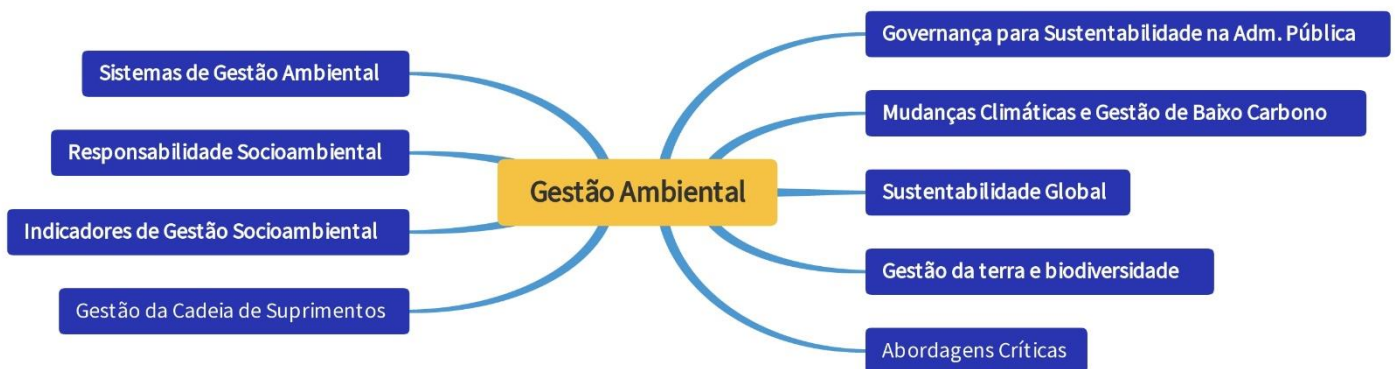 Sistemas de Gestão Ambiental
Responsabilidade Socioambiental
Indicadores de Gestão Socioambiental
Gestão da Cadeia de Suprimentos
Gestão Ambiental
Governança para Sustentabilidade na Adm. Pública
Mudanças Climáticas e Gestão de Baixo Carbono
Sustentabilidade Global
Gestão da terra e biodiversidade
Abordagens Críticas